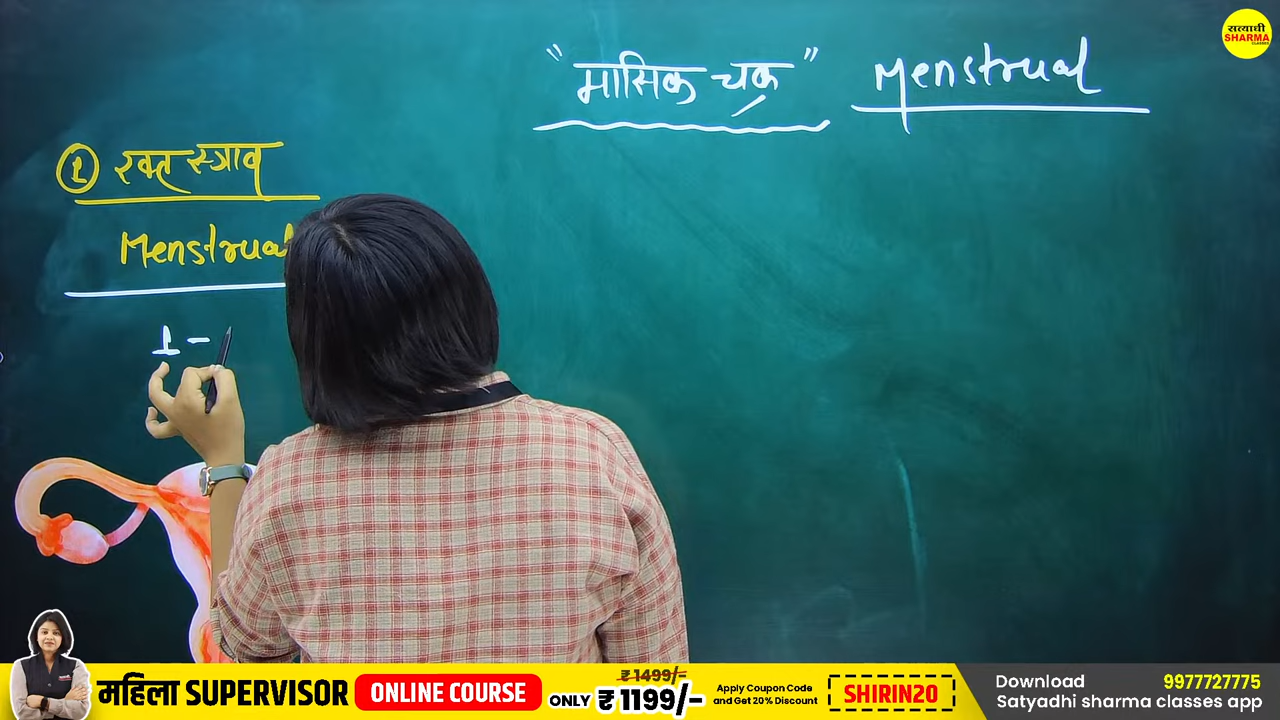 सत्याधी
SHARMA
CLASSES
"मासिक चक्र" Menstrual
① रक्त स्त्राव
Menstrual
1 -
महिला SUPERVISOR
ONLINE COURSE
₹ 1499/-
ONLY ₹ 1199/-
Apply Coupon Code
and Get 20% Discount
SHIRIN20
Download 9977727775
Satyadhi sharma classes app